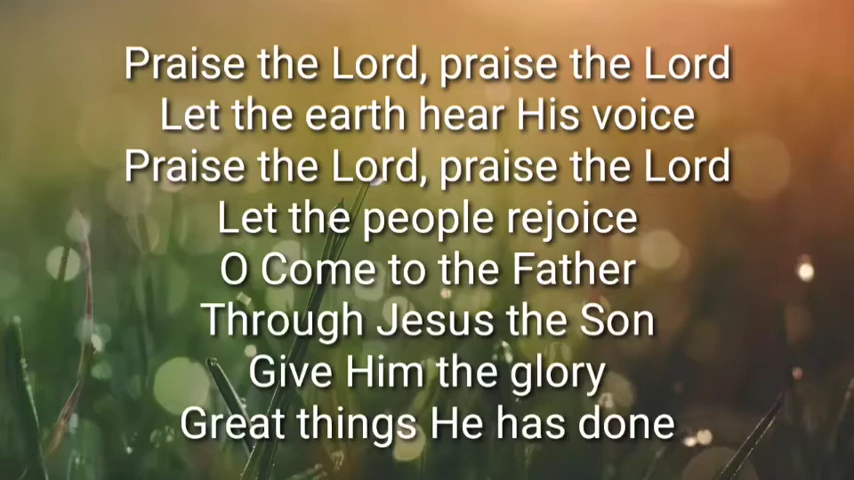 Praise the Lord, praise the Lord
Let the earth hear His voice
Praise the Lord, praise the Lord
Let the people rejoice
O Come to the Father
Through Jesus the Son
Give Him the glory
Great things He has done